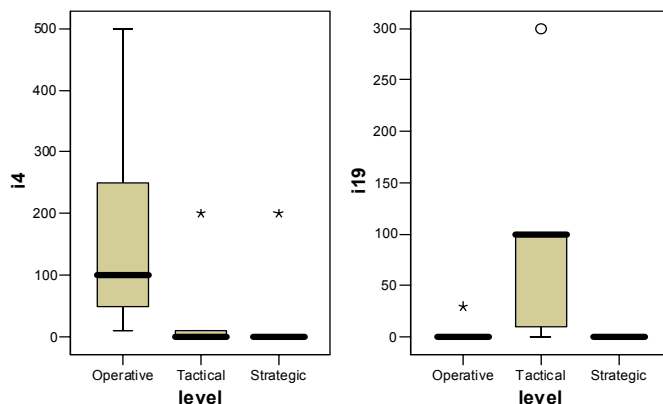 500
400
300
200
100
0
i4
Operative
Tactical
Strategic
level
300
250
200
150
100
50
0
i19
Operative
Tactical
Strategic
level